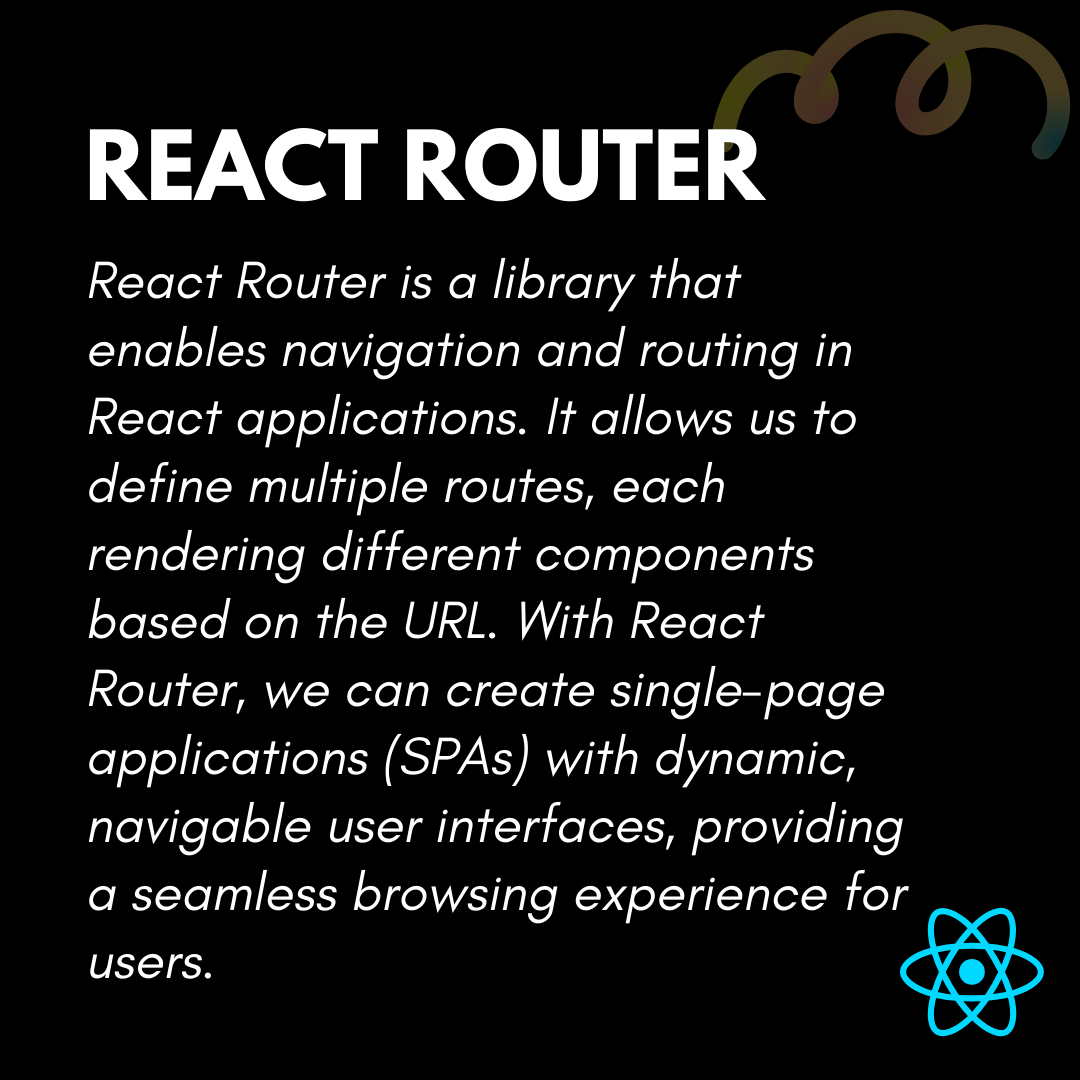 REACT ROUTER
React Router is a library that
enables navigation and routing in
React applications. It allows us to
define multiple routes, each
rendering different components
based on the URL. With React
Router, we can create single-page
applications (SPAs) with dynamic,
navigable user interfaces, providing
a seamless browsing experience for
users.